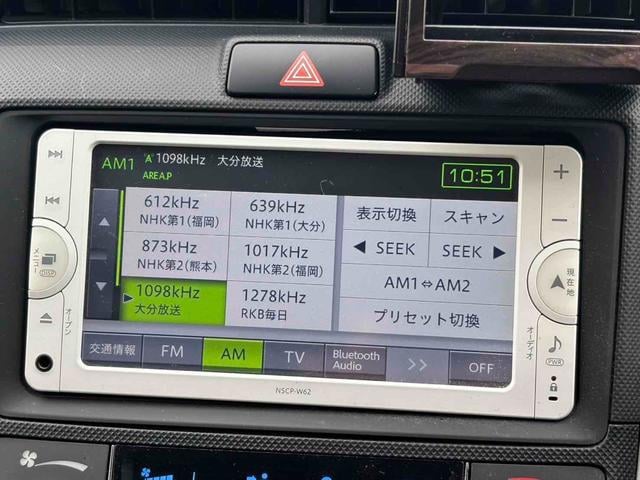 AM1 A 1098kHz 大分放送
AREA.P
10:51
612kHz
NHK第1(福岡)
639kHz
NHK第1(大分)
表示切換
スキャン
873kHz
NHK第2(熊本)
1017kHz
NHK第2(福岡)
◀ SEEK
SEEK ▶
1098kHz
大分放送
1278kHz
RKB毎日
AM1⇔AM2
プリセット切換
交通情報
FM
AM
TV
Bluetooth
Audio
>>
OFF
メニュー
DISP
オープン
現在地
オーディオ
PWR
NSCP-W62